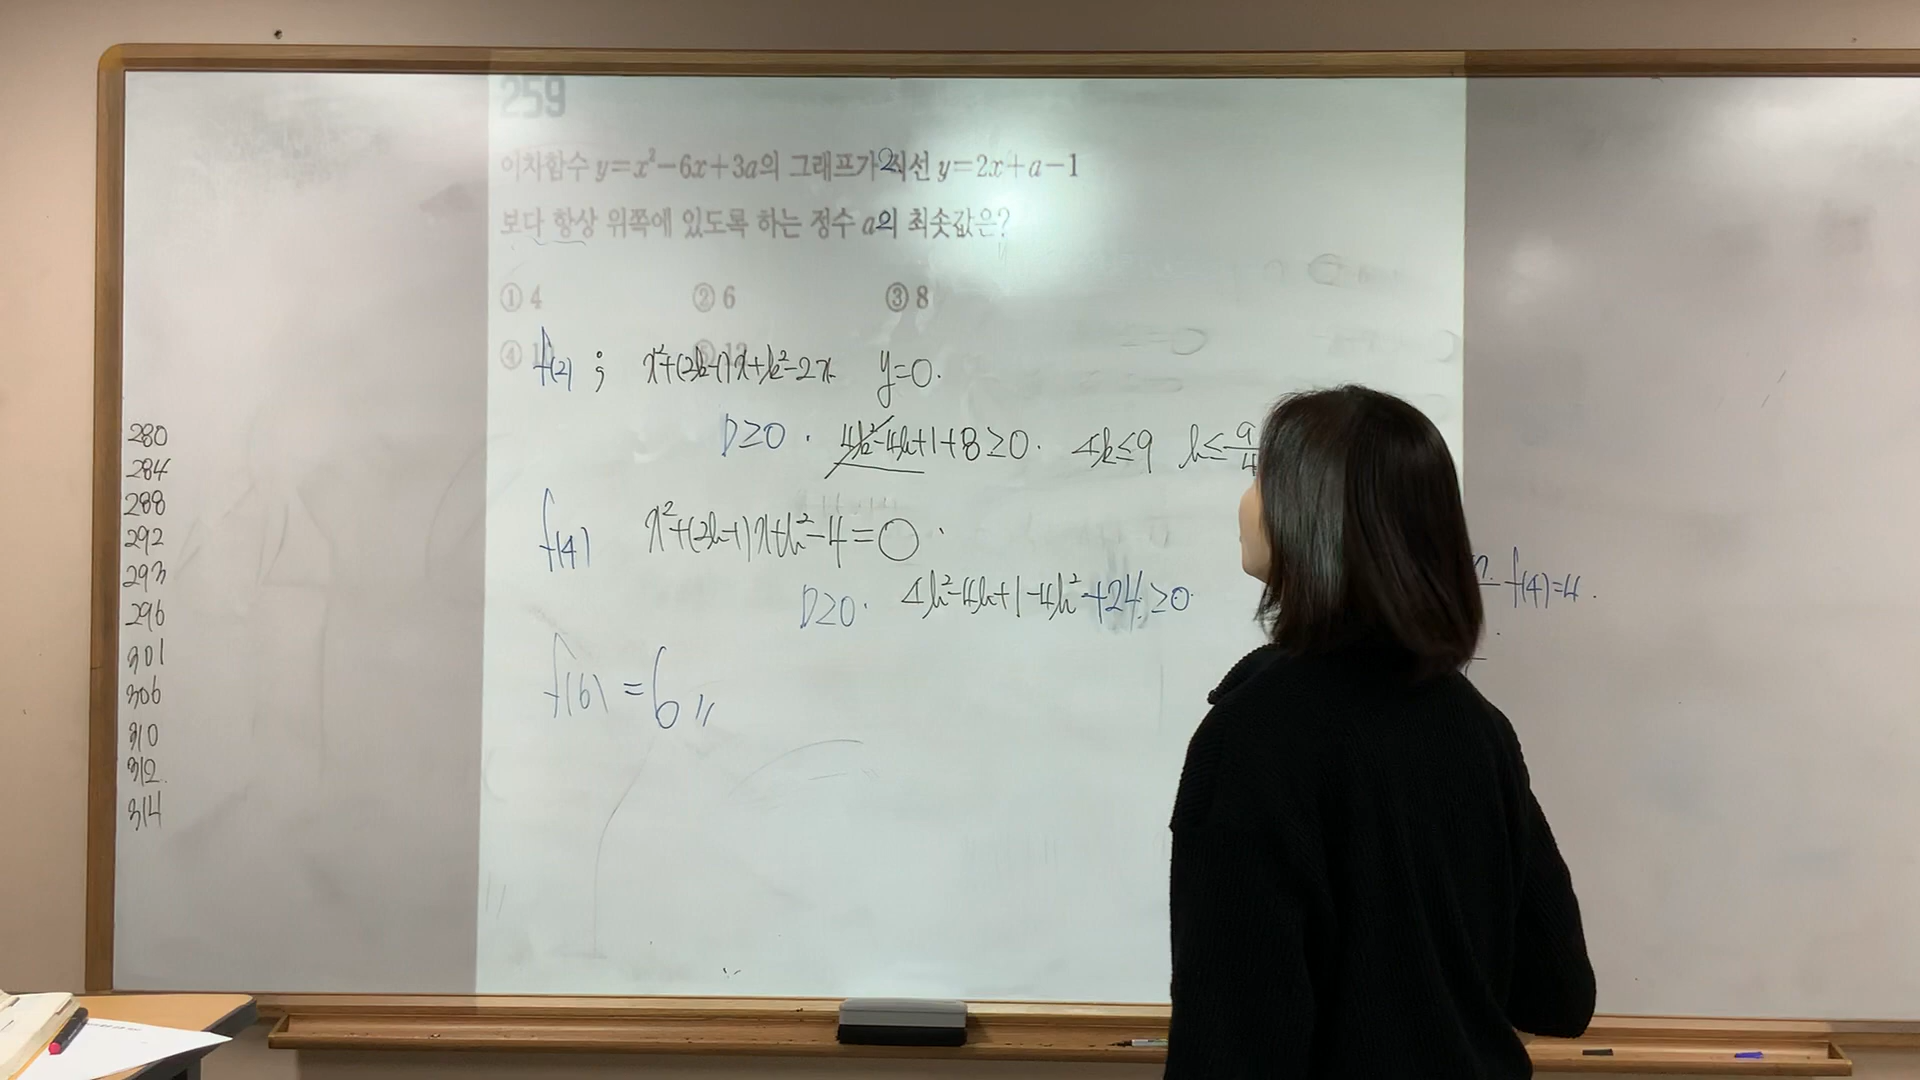 259
이차함수 y=x²-6x+3a의 그래프가 직선 y=2x+a-1
보다 항상 위쪽에 있도록 하는 정수 a의 최솟값은?
① 4 ② 6 ③ 8
④
f(2) ; x²+(2k-1)x+k²-2 y=0.
D≥0 . 4k²-4k+1+8≥0. 4k≤9 k≤9/4
f(4) x²+(2k-1)x+k²-4=0
D≥0. 4k²-4k+1-4k²+24≥0
f(4)=4.
f(6)=6
280
284
288
292
293
296
301
306
310
312.
314